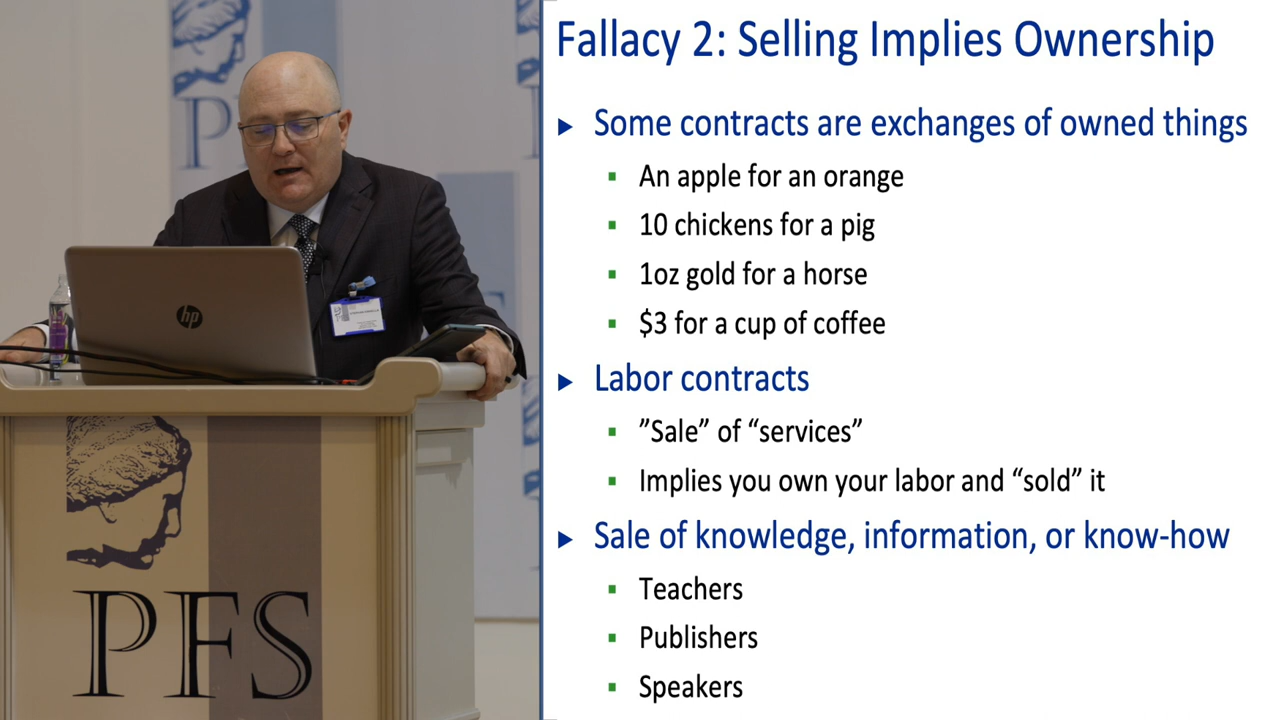 Fallacy 2: Selling Implies Ownership
Some contracts are exchanges of owned things
An apple for an orange
10 chickens for a pig
1oz gold for a horse
$3 for a cup of coffee
Labor contracts
”Sale” of “services”
Implies you own your labor and “sold” it
Sale of knowledge, information, or know-how
Teachers
Publishers
Speakers
PFS
hp
PFS